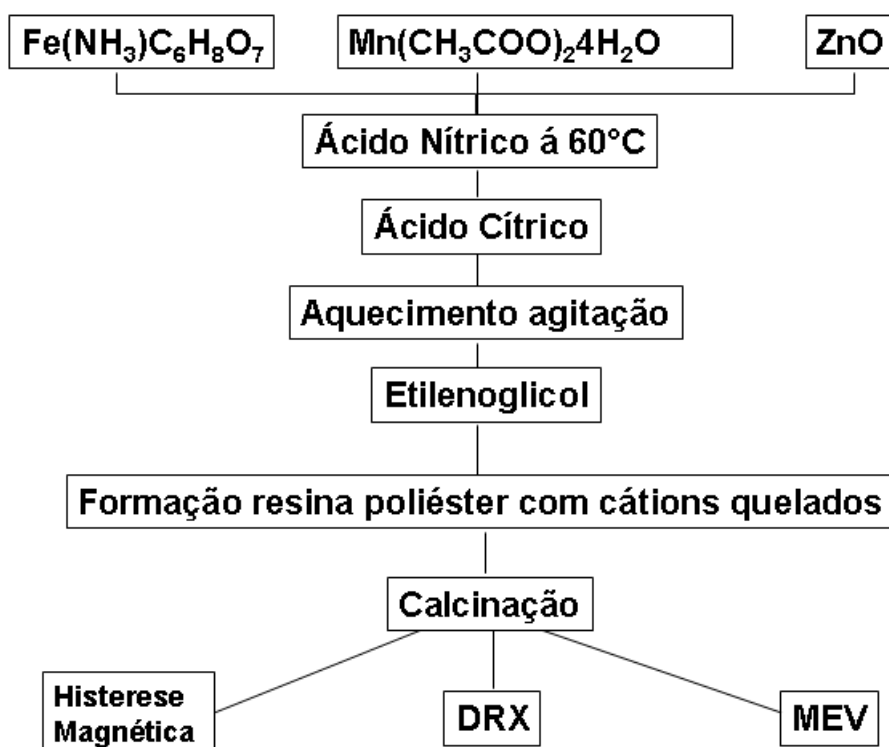 Fe(NH₃)C₆H₈O₇
Mn(CH₃COO)₂4H₂O
ZnO
Ácido Nítrico á 60°C
Ácido Cítrico
Aquecimento agitação
Etilenoglicol
Formação resina poliéster com cátions quelados
Calcinação
Histerese
Magnética
DRX
MEV